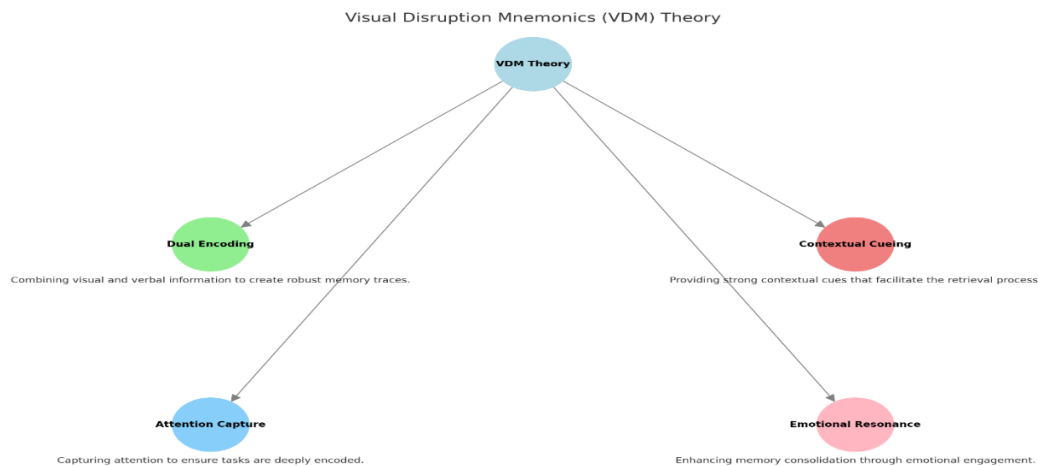 Visual Disruption Mnemonics (VDM) Theory
VDM Theory
Dual Encoding
Combining visual and verbal information to create robust memory traces.
Contextual Cueing
Providing strong contextual cues that facilitate the retrieval process
Attention Capture
Capturing attention to ensure tasks are deeply encoded.
Emotional Resonance
Enhancing memory consolidation through emotional engagement.